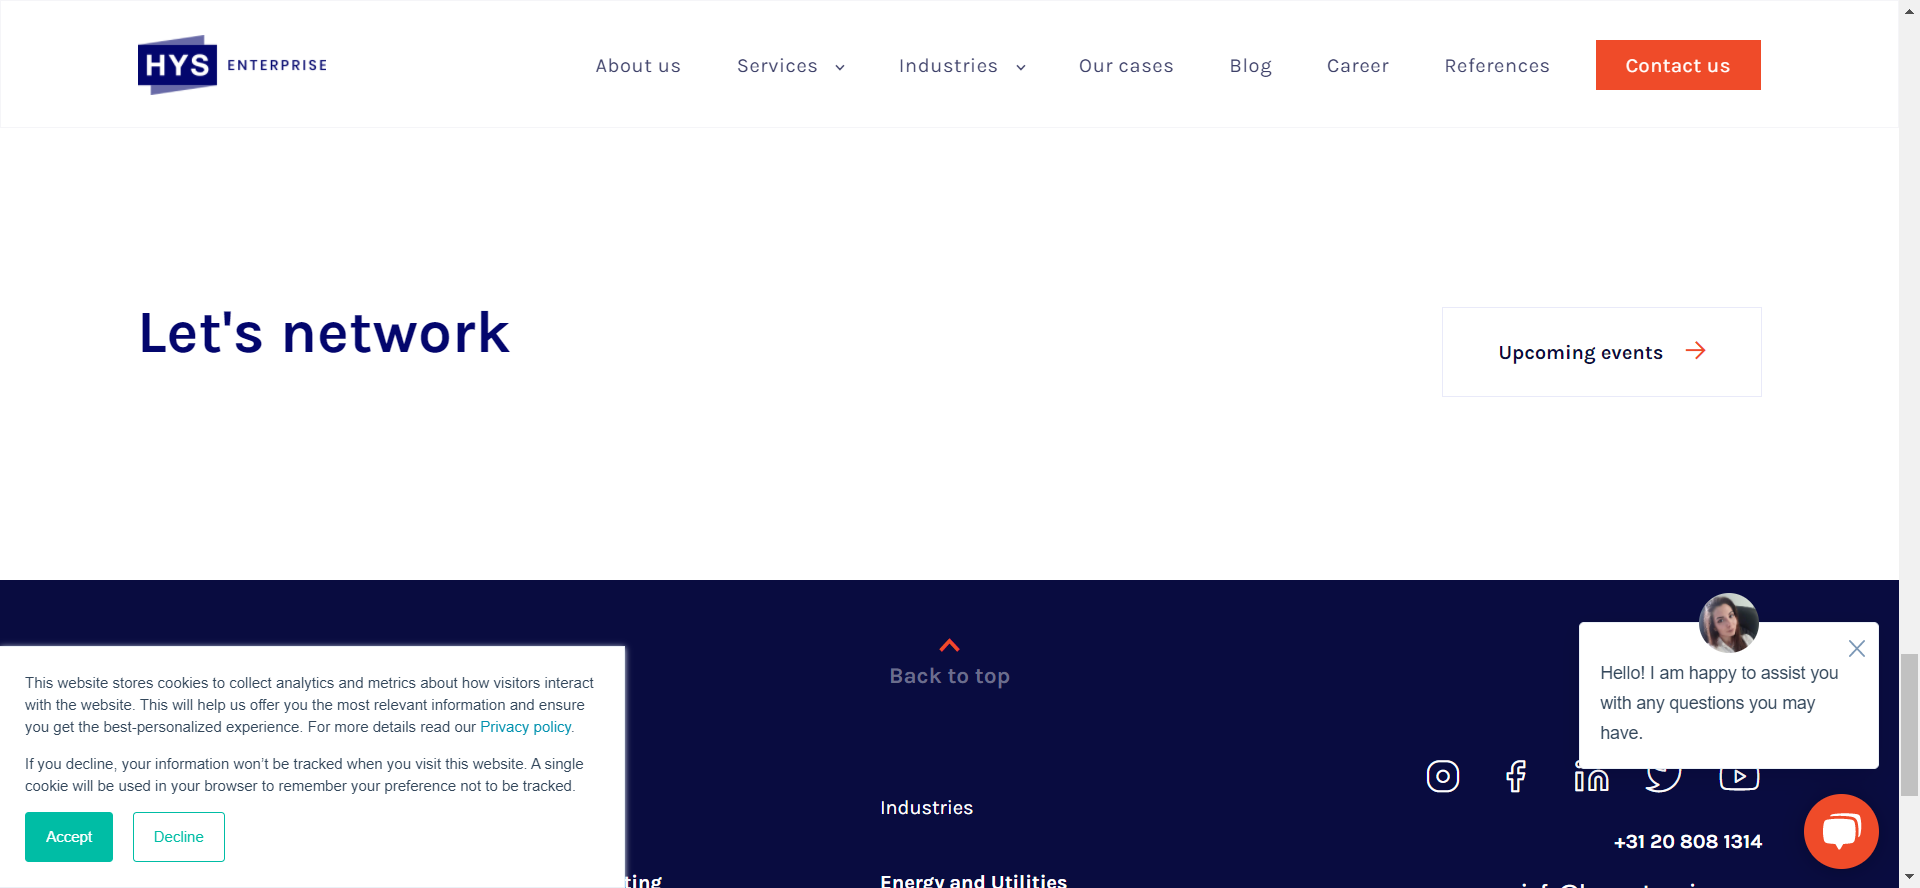 HYS ENTERPRISE
About us
Services
Industries
Our cases
Blog
Career
References
Contact us
Let's network
Upcoming events
Back to top
Hello! I am happy to assist you
with any questions you may
have.
This website stores cookies to collect analytics and metrics about how visitors interact
with the website. This will help us offer you the most relevant information and ensure
you get the best-personalized experience. For more details read our Privacy policy.
If you decline, your information won't be tracked when you visit this website. A single
cookie will be used in your browser to remember your preference not to be tracked.
Accept
Decline
Industries
+31 20 808 1314
Energy and Utilities